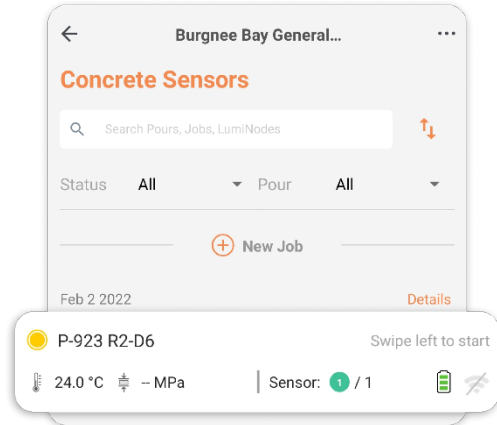 Burgnee Bay General...
Concrete Sensors
Search Pours, Jobs, LumiNodes
Status All Pour All
New Job
Feb 2 2022 Details
P-923 R2-D6 Swipe left to start
24.0 °C -- MPa Sensor: 1 / 1